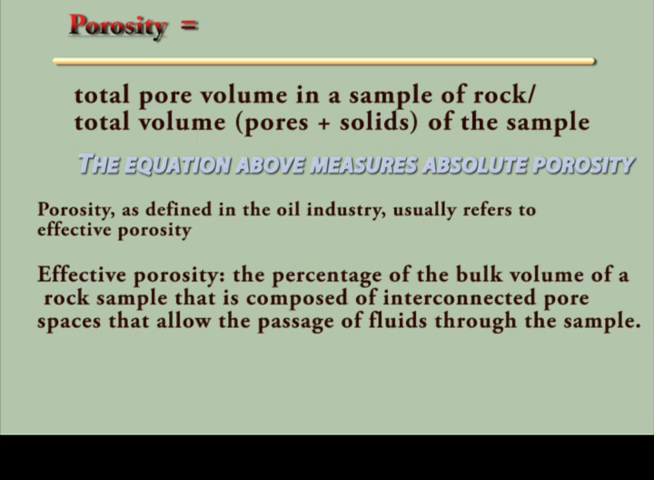 Porosity =
total pore volume in a sample of rock/
total volume (pores + solids) of the sample
THE EQUATION ABOVE MEASURES ABSOLUTE POROSITY
Porosity, as defined in the oil industry, usually refers to
effective porosity
Effective porosity: the percentage of the bulk volume of a
rock sample that is composed of interconnected pore
spaces that allow the passage of fluids through the sample.